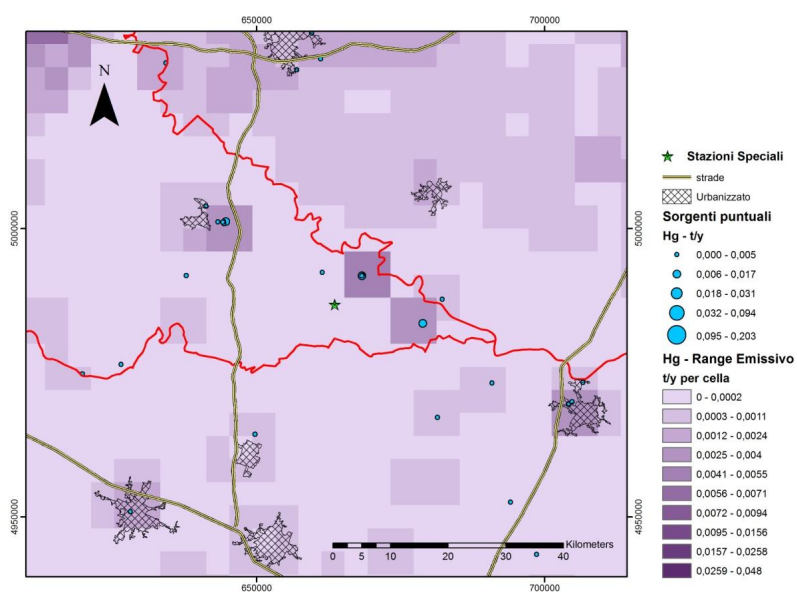 650000
700000
N
5000000
5000000
4950000
4950000
Kilometers
0 5 10 20 30 40
650000
700000
Stazioni Speciali
strade
Urbanizzato
Sorgenti puntuali
Hg - t/y
0,000 - 0,005
0,006 - 0,017
0,018 - 0,031
0,032 - 0,094
0,095 - 0,203
Hg - Range Emissivo
t/y per cella
0 - 0,0002
0,0003 - 0,0011
0,0012 - 0,0024
0,0025 - 0,004
0,0041 - 0,0055
0,0056 - 0,0071
0,0072 - 0,0094
0,0095 - 0,0156
0,0157 - 0,0258
0,0259 - 0,048